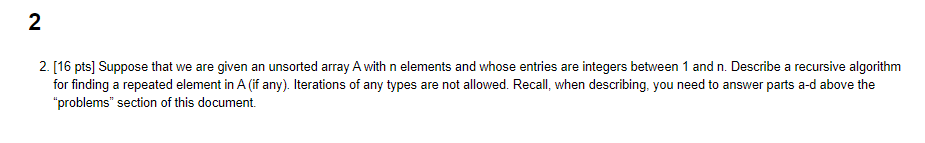 2
2. [16 pts] Suppose that we are given an unsorted array A with n elements and whose entries are integers between 1 and n. Describe a recursive algorithm
for finding a repeated element in A (if any). Iterations of any types are not allowed. Recall, when describing, you need to answer parts a-d above the
“problems” section of this document.